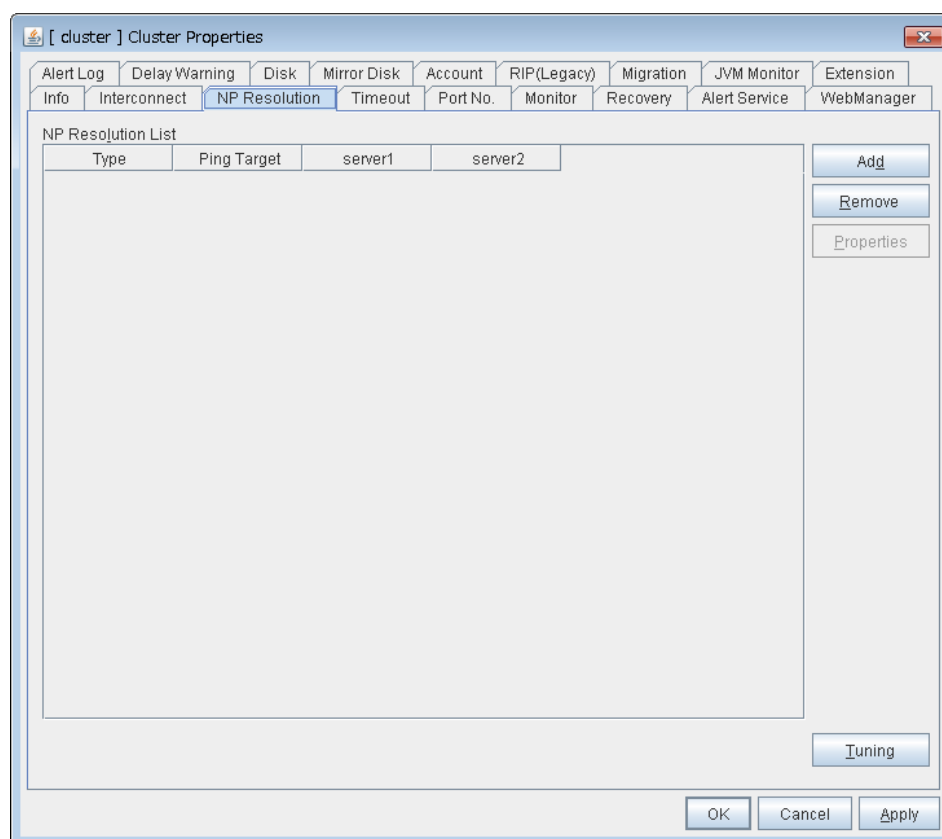 [ cluster ] Cluster Properties
Alert Log Delay Warning Disk Mirror Disk Account RIP(Legacy) Migration JVM Monitor Extension
Info Interconnect NP Resolution Timeout Port No. Monitor Recovery Alert Service WebManager
NP Resolution List
Type Ping Target server1 server2
Add
Remove
Properties
Tuning
OK Cancel Apply